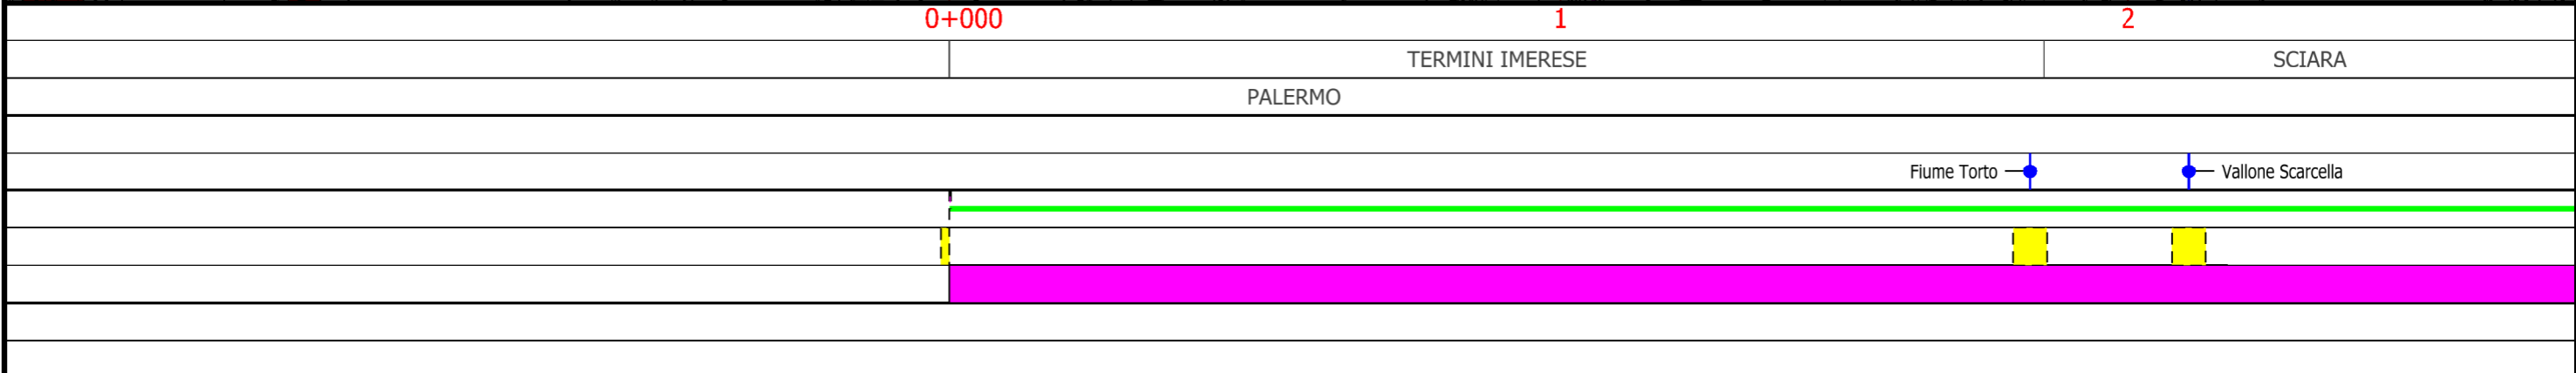 0+000 1 2
TERMINI IMERESE SCIARA
PALERMO
Fiume Torto Vallone Scarcella